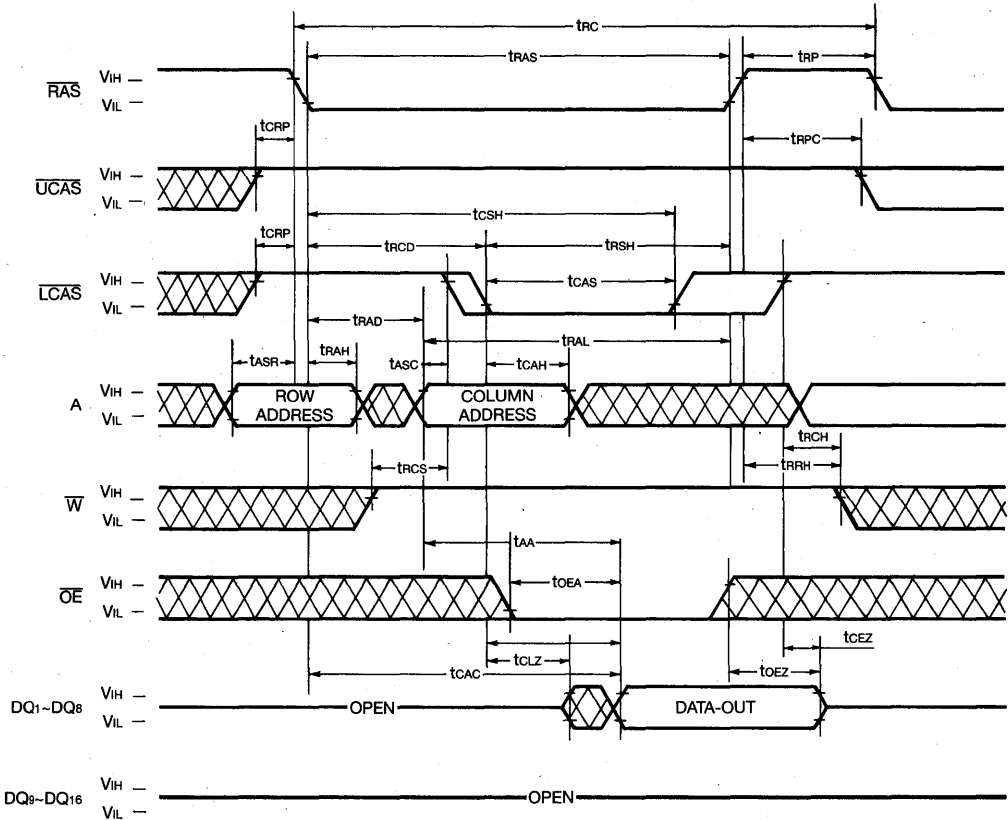 tRC
tRAS
tRP
RAS
VIH
VIL
tCRP
tRPC
UCAS
VIH
VIL
tCSH
tCRP
tRCD
tRSH
LCAS
VIH
VIL
tCAS
tRAD
tRAL
tASR
tRAH
tASC
tCAH
A
VIH
VIL
ROW
ADDRESS
COLUMN
ADDRESS
tRCH
tRCS
tRRH
W
VIH
VIL
tAA
tOEA
OE
VIH
VIL
tCEZ
tCLZ
tOEZ
tCAC
DQ1~DQ8
VIH
VIL
OPEN
DATA-OUT
DQ9~DQ16
VIH
VIL
OPEN